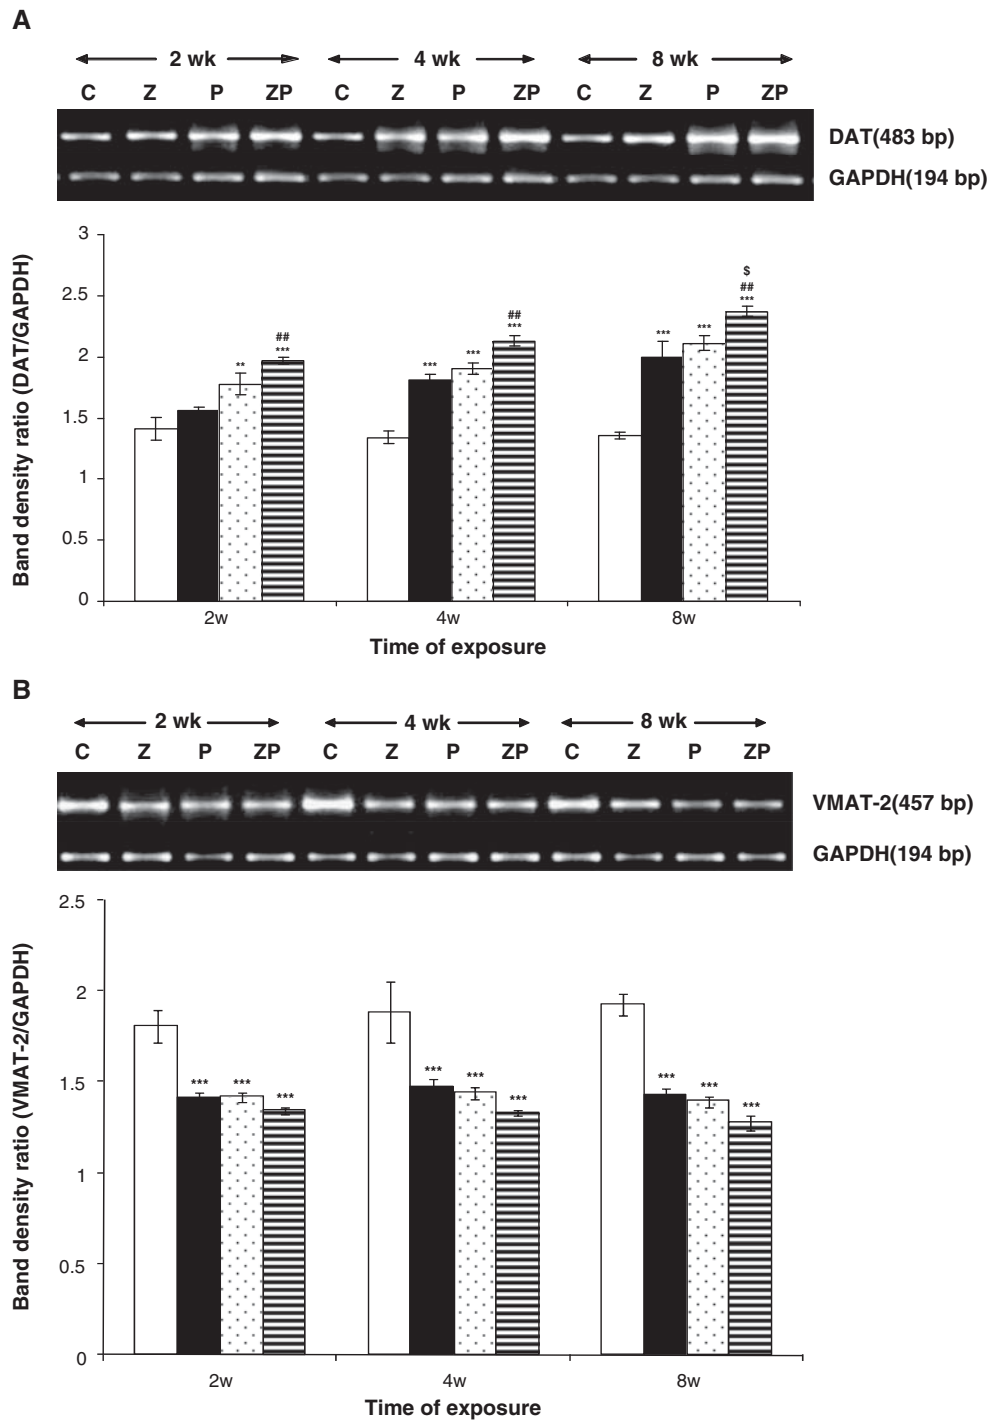 A
2 wk 4 wk 8 wk
C Z P ZP C Z P ZP C Z P ZP
DAT(483 bp)
GAPDH(194 bp)
Band density ratio (DAT/GAPDH)
3
2.5
2
1.5
1
0.5
0
** 
##
***
***
***
##
***
***
***
$
##
***
2w 4w 8w
Time of exposure
B
2 wk 4 wk 8 wk
C Z P ZP C Z P ZP C Z P ZP
VMAT-2(457 bp)
GAPDH(194 bp)
Band density ratio (VMAT-2/GAPDH)
2.5
2
1.5
1
0.5
0
*** *** ***
*** *** ***
*** *** ***
2w 4w 8w
Time of exposure